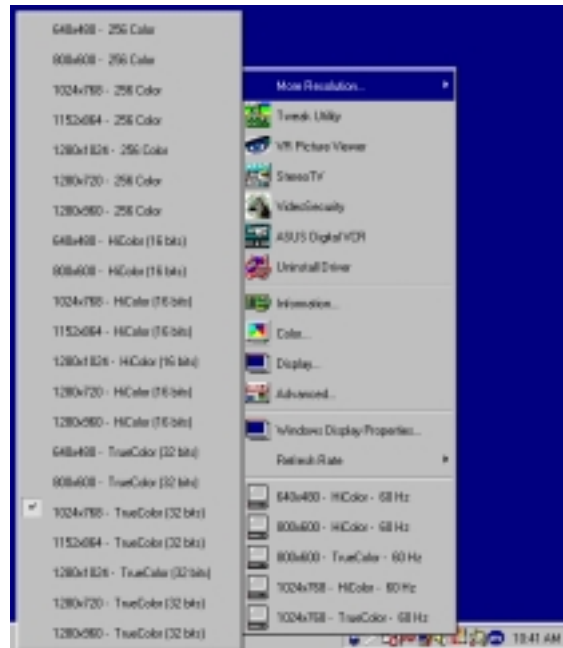 640x480 - 256 Color
800x600 - 256 Color
1024x768 - 256 Color
1152x864 - 256 Color
1280x1024 - 256 Color
1280x720 - 256 Color
1280x960 - 256 Color
640x480 - HiColor (16 bits)
800x600 - HiColor (16 bits)
1024x768 - HiColor (16 bits)
1152x864 - HiColor (16 bits)
1280x1024 - HiColor (16 bits)
1280x720 - HiColor (16 bits)
1280x960 - HiColor (16 bits)
640x480 - TrueColor (32 bits)
800x600 - TrueColor (32 bits)
1024x768 - TrueColor (32 bits)
1152x864 - TrueColor (32 bits)
1280x1024 - TrueColor (32 bits)
1280x720 - TrueColor (32 bits)
1280x960 - TrueColor (32 bits)
More Resolution...
Tweak Utility
VR Picture Viewer
StereoTV
VideoSecurity
ASUS Digital VCR
Uninstall Driver
Information...
Color...
Display...
Advanced...
Windows Display Properties...
Refresh Rate
640x480 - HiColor - 60 Hz
800x600 - HiColor - 60 Hz
800x600 - TrueColor - 60 Hz
1024x768 - HiColor - 60 Hz
1024x768 - TrueColor - 60 Hz
10:41 AM